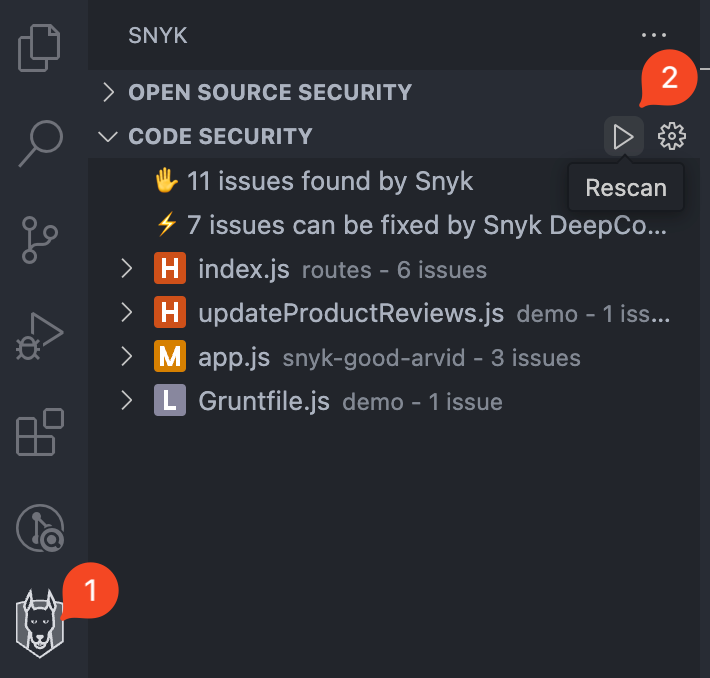 SNYK
2
OPEN SOURCE SECURITY
CODE SECURITY
🖐 11 issues found by Snyk
Rescan
⚡ 7 issues can be fixed by Snyk DeepCo...
H index.js routes - 6 issues
H updateProductReviews.js demo - 1 iss...
M app.js snyk-good-arvid - 3 issues
L Gruntfile.js demo - 1 issue
1